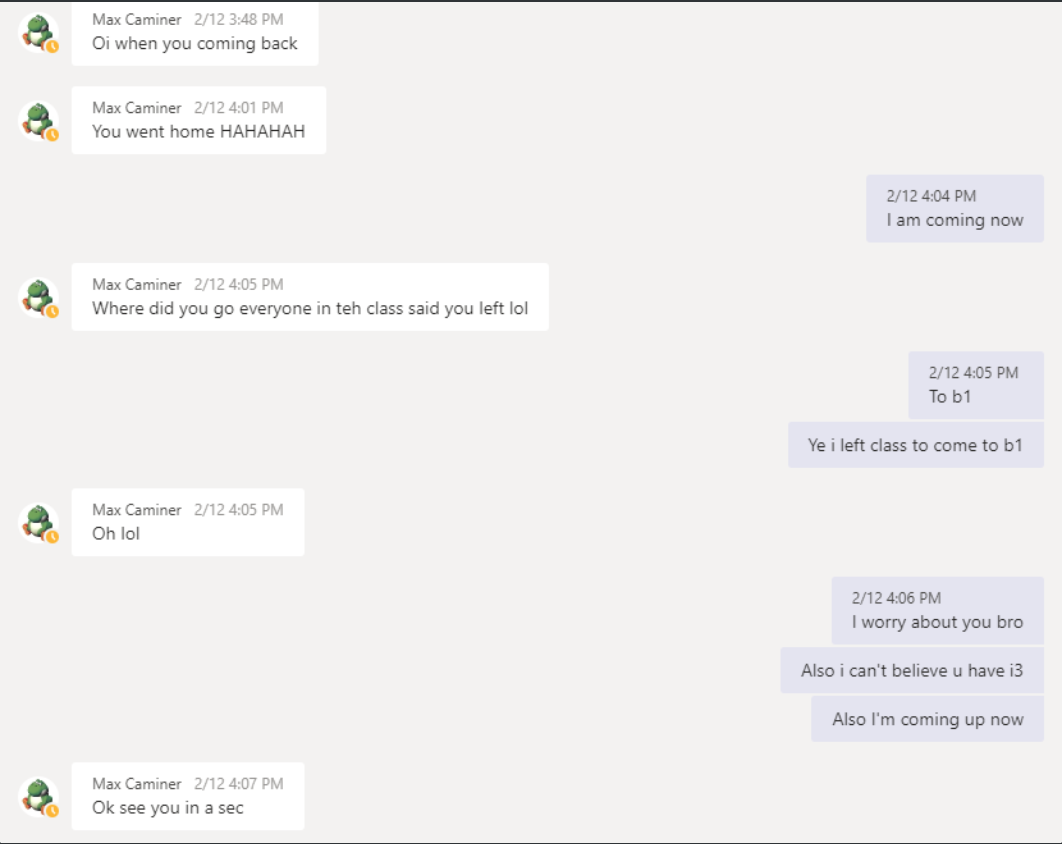 Max Caminer 2/12 3:48 PM
Oi when you coming back
Max Caminer 2/12 4:01 PM
You went home HAHAHAH
2/12 4:04 PM
I am coming now
Max Caminer 2/12 4:05 PM
Where did you go everyone in teh class said you left lol
2/12 4:05 PM
To b1
Ye i left class to come to b1
Max Caminer 2/12 4:05 PM
Oh lol
2/12 4:06 PM
I worry about you bro
Also i can't believe u have i3
Also I'm coming up now
Max Caminer 2/12 4:07 PM
Ok see you in a sec